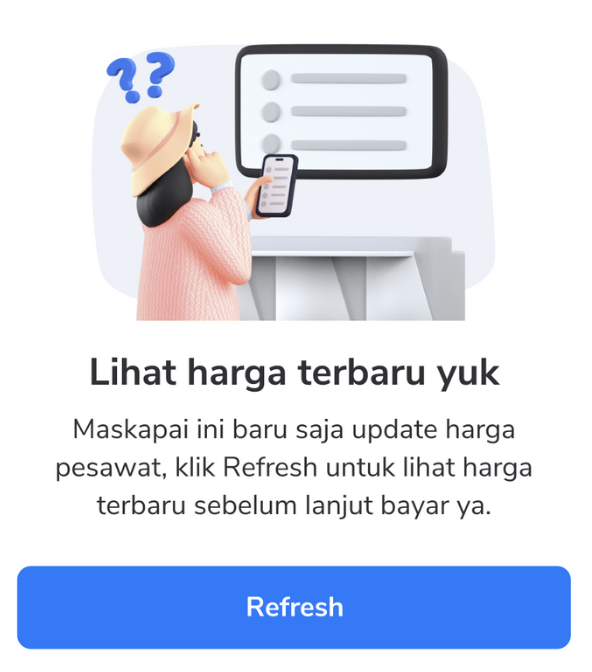 ??
Lihat harga terbaru yuk
Maskapai ini baru saja update harga
pesawat, klik Refresh untuk lihat harga
terbaru sebelum lanjut bayar ya.
Refresh